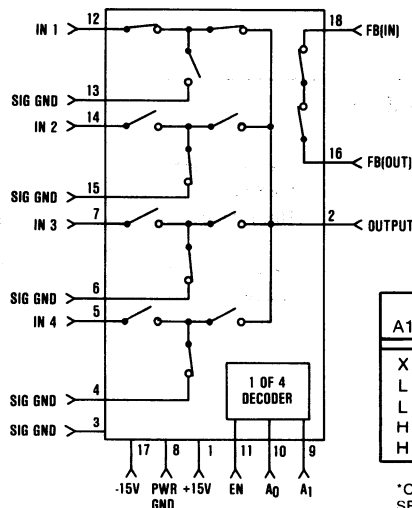 12
IN 1
18
FB(IN)
13
SIG GND
14
IN 2
16
FB(OUT)
15
SIG GND
7
IN 3
2
OUTPUT
6
SIG GND
5
IN 4
A1
X
L
L
H
H
1 OF 4
DECODER
4
SIG GND
3
SIG GND
17 8 1 11 10 9
-15V PWR GND +15V EN A0 A1